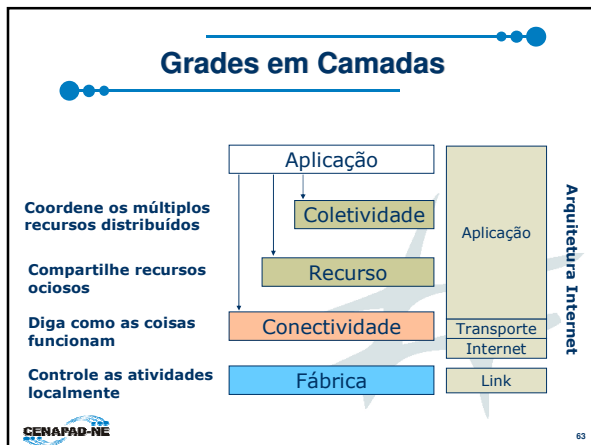 Grades em Camadas
Aplicação
Coordene os múltiplos
recursos distribuídos
Coletividade
Compartilhe recursos
ociosos
Recurso
Diga como as coisas
funcionam
Conectividade
Controle as atividades
localmente
Fábrica
Aplicação
Transporte
Internet
Link
Arquitetura Internet
CENAPAD-NE
63